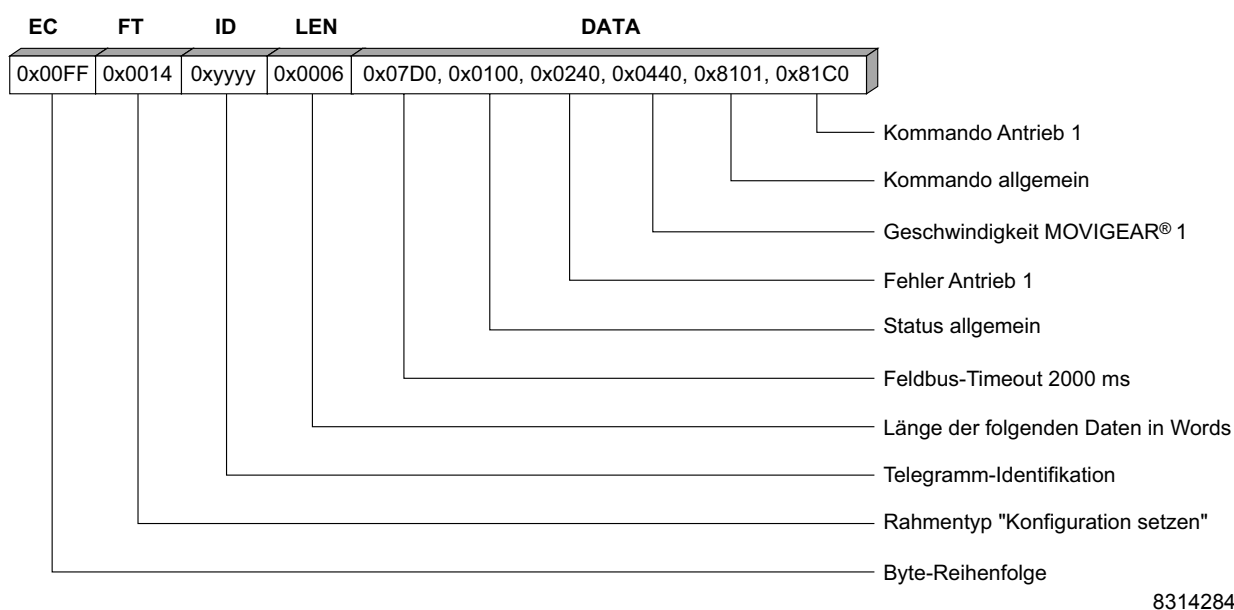 EC FT ID LEN DATA
0x00FF 0x0014 0xyyyy 0x0006 0x07D0, 0x0100, 0x0240, 0x0440, 0x8101, 0x81C0
Kommando Antrieb 1
Kommando allgemein
Geschwindigkeit MOVIGEAR® 1
Fehler Antrieb 1
Status allgemein
Feldbus-Timeout 2000 ms
Länge der folgenden Daten in Words
Telegramm-Identifikation
Rahmentyp "Konfiguration setzen"
Byte-Reihenfolge
8314284